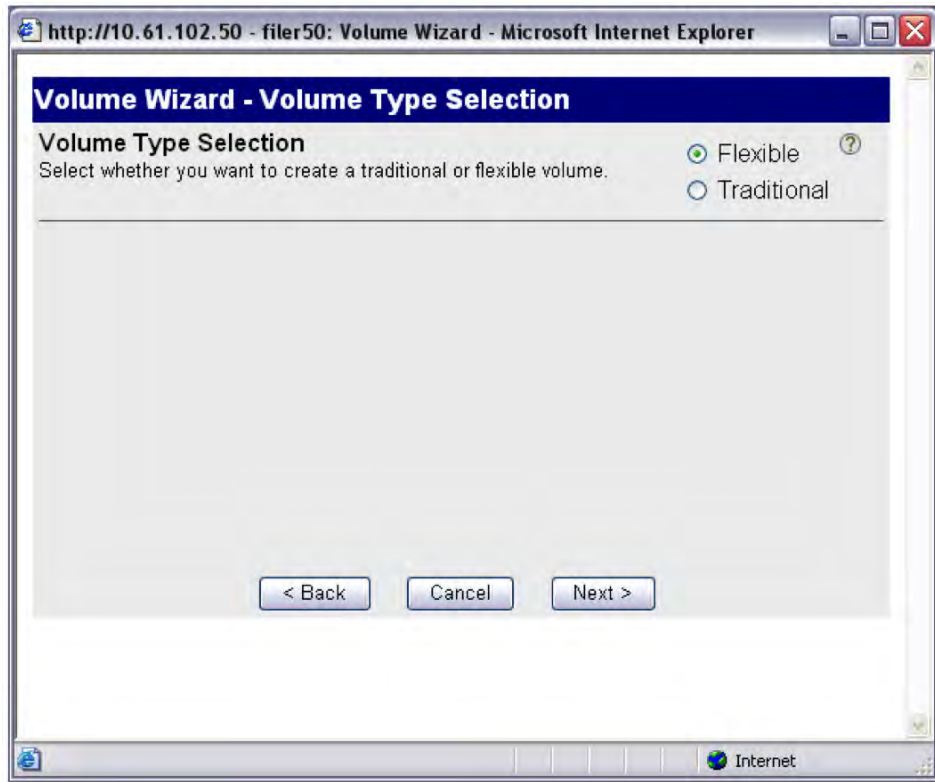 http://10.61.102.50 - filer50: Volume Wizard - Microsoft Internet Explorer
Volume Wizard - Volume Type Selection
Volume Type Selection
Select whether you want to create a traditional or flexible volume.
Flexible
?
Traditional
< Back
Cancel
Next >
Internet